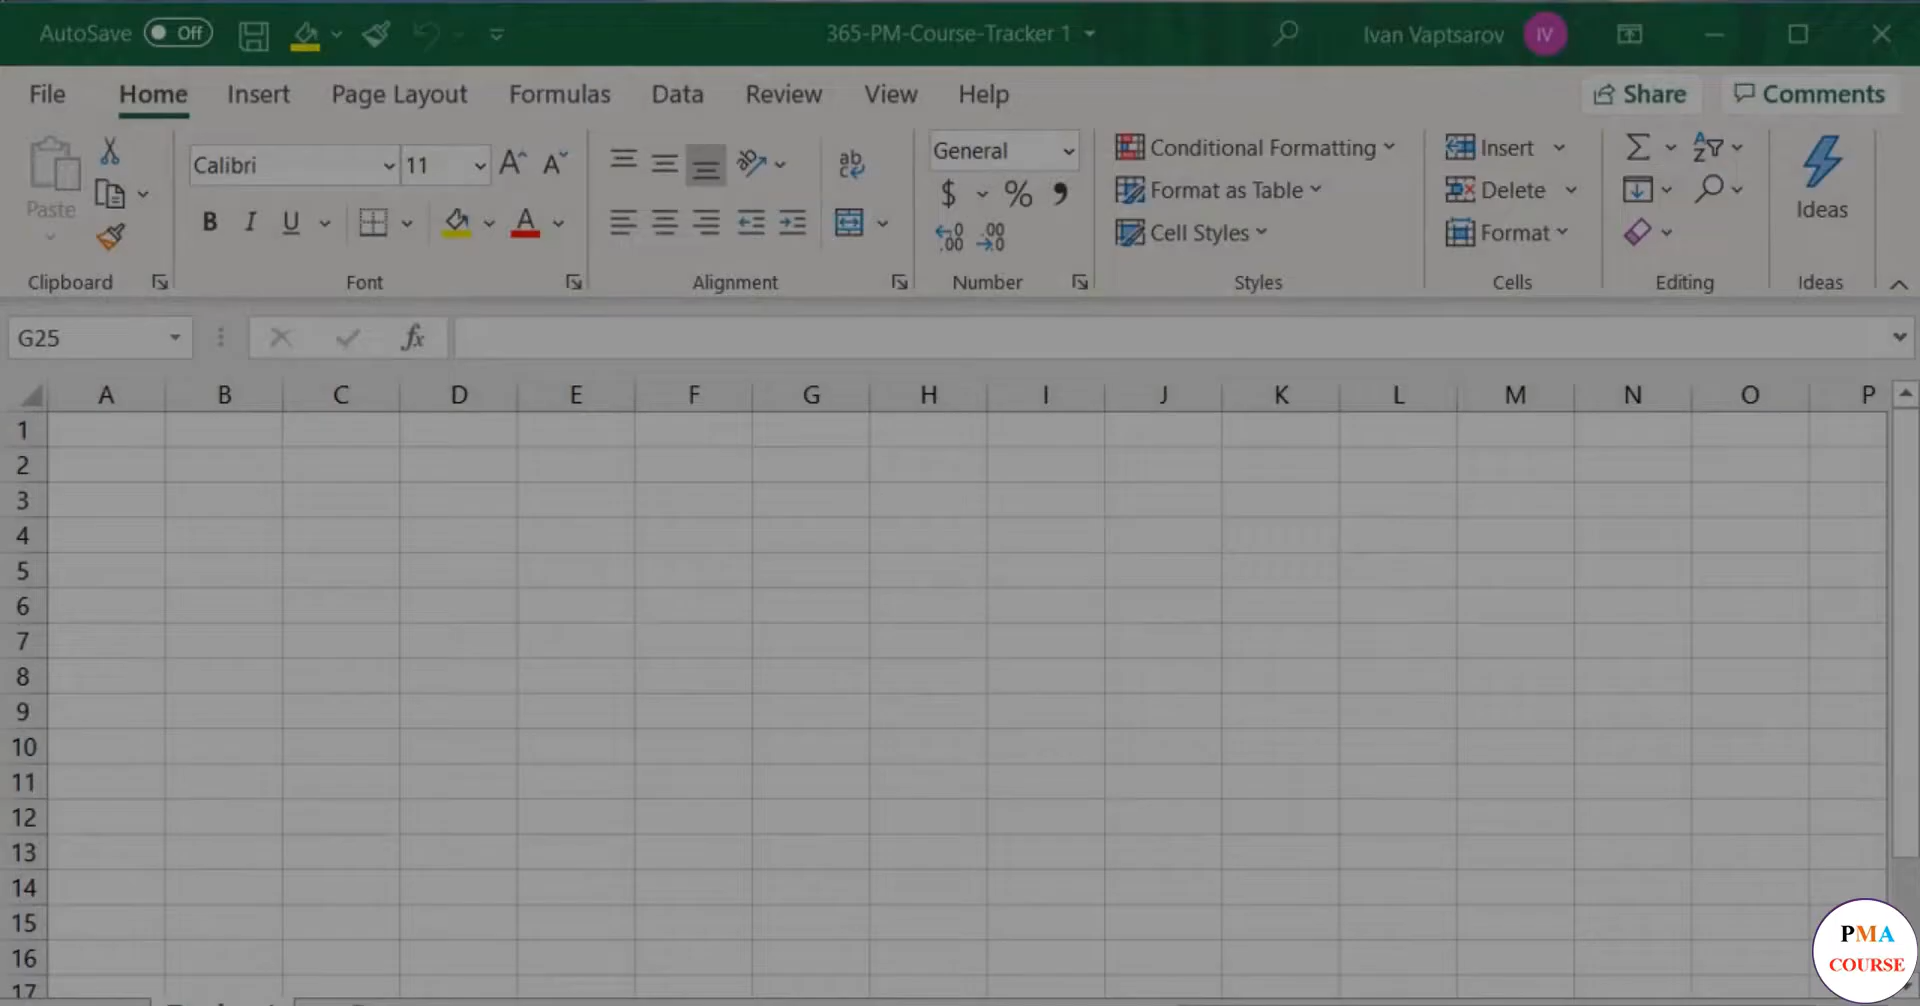 AutoSave Off 365-PM-Course-Tracker 1 Ivan Vaptsarov IV
File Home Insert Page Layout Formulas Data Review View Help Share Comments
Paste
Calibri 11
B I U A
ab
General
$ % ,
Conditional Formatting
Format as Table
Cell Styles
Insert
Delete
Format
Ideas
Clipboard Font Alignment Number Styles Cells Editing Ideas
G25 fx
A B C D E F G H I J K L M N O P
1
2
3
4
5
6
7
8
9
10
11
12
13
14
15
16
17
PMA
COURSE